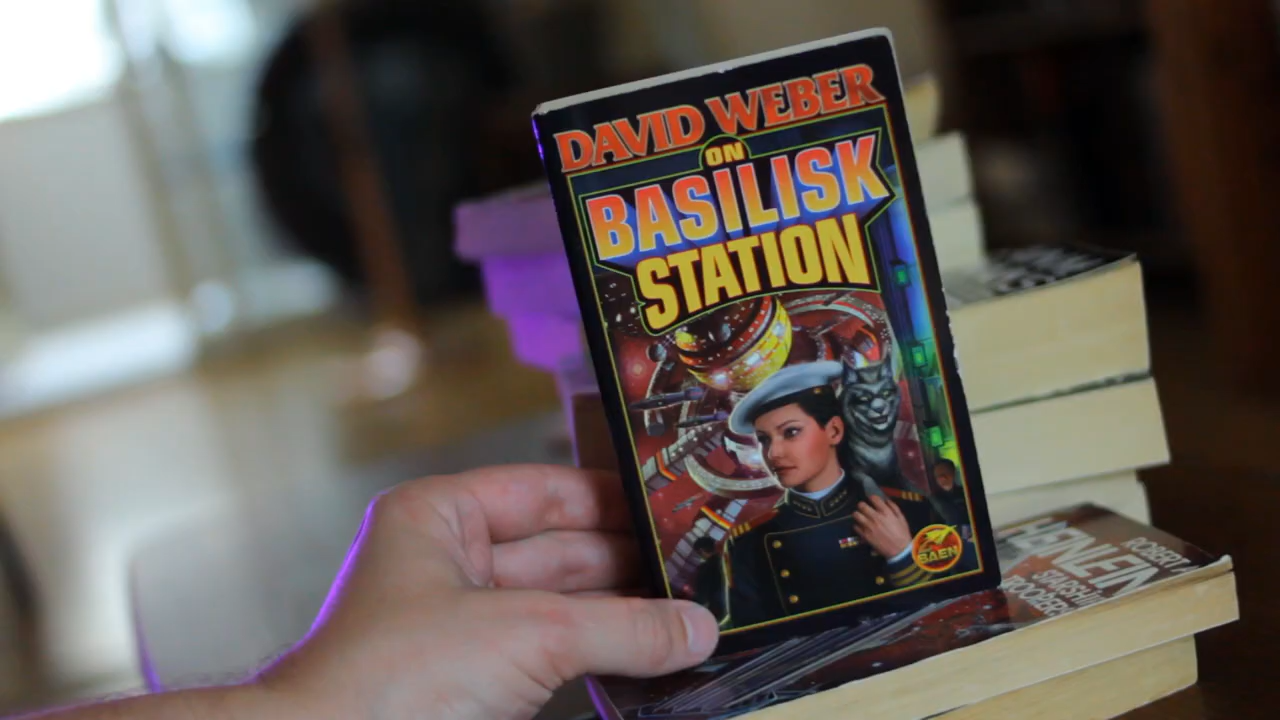 DAVID WEBER
ON
BASILISK
STATION
BAEN
ROBERT
HEINLEIN
STARSHIP
TROOPERS